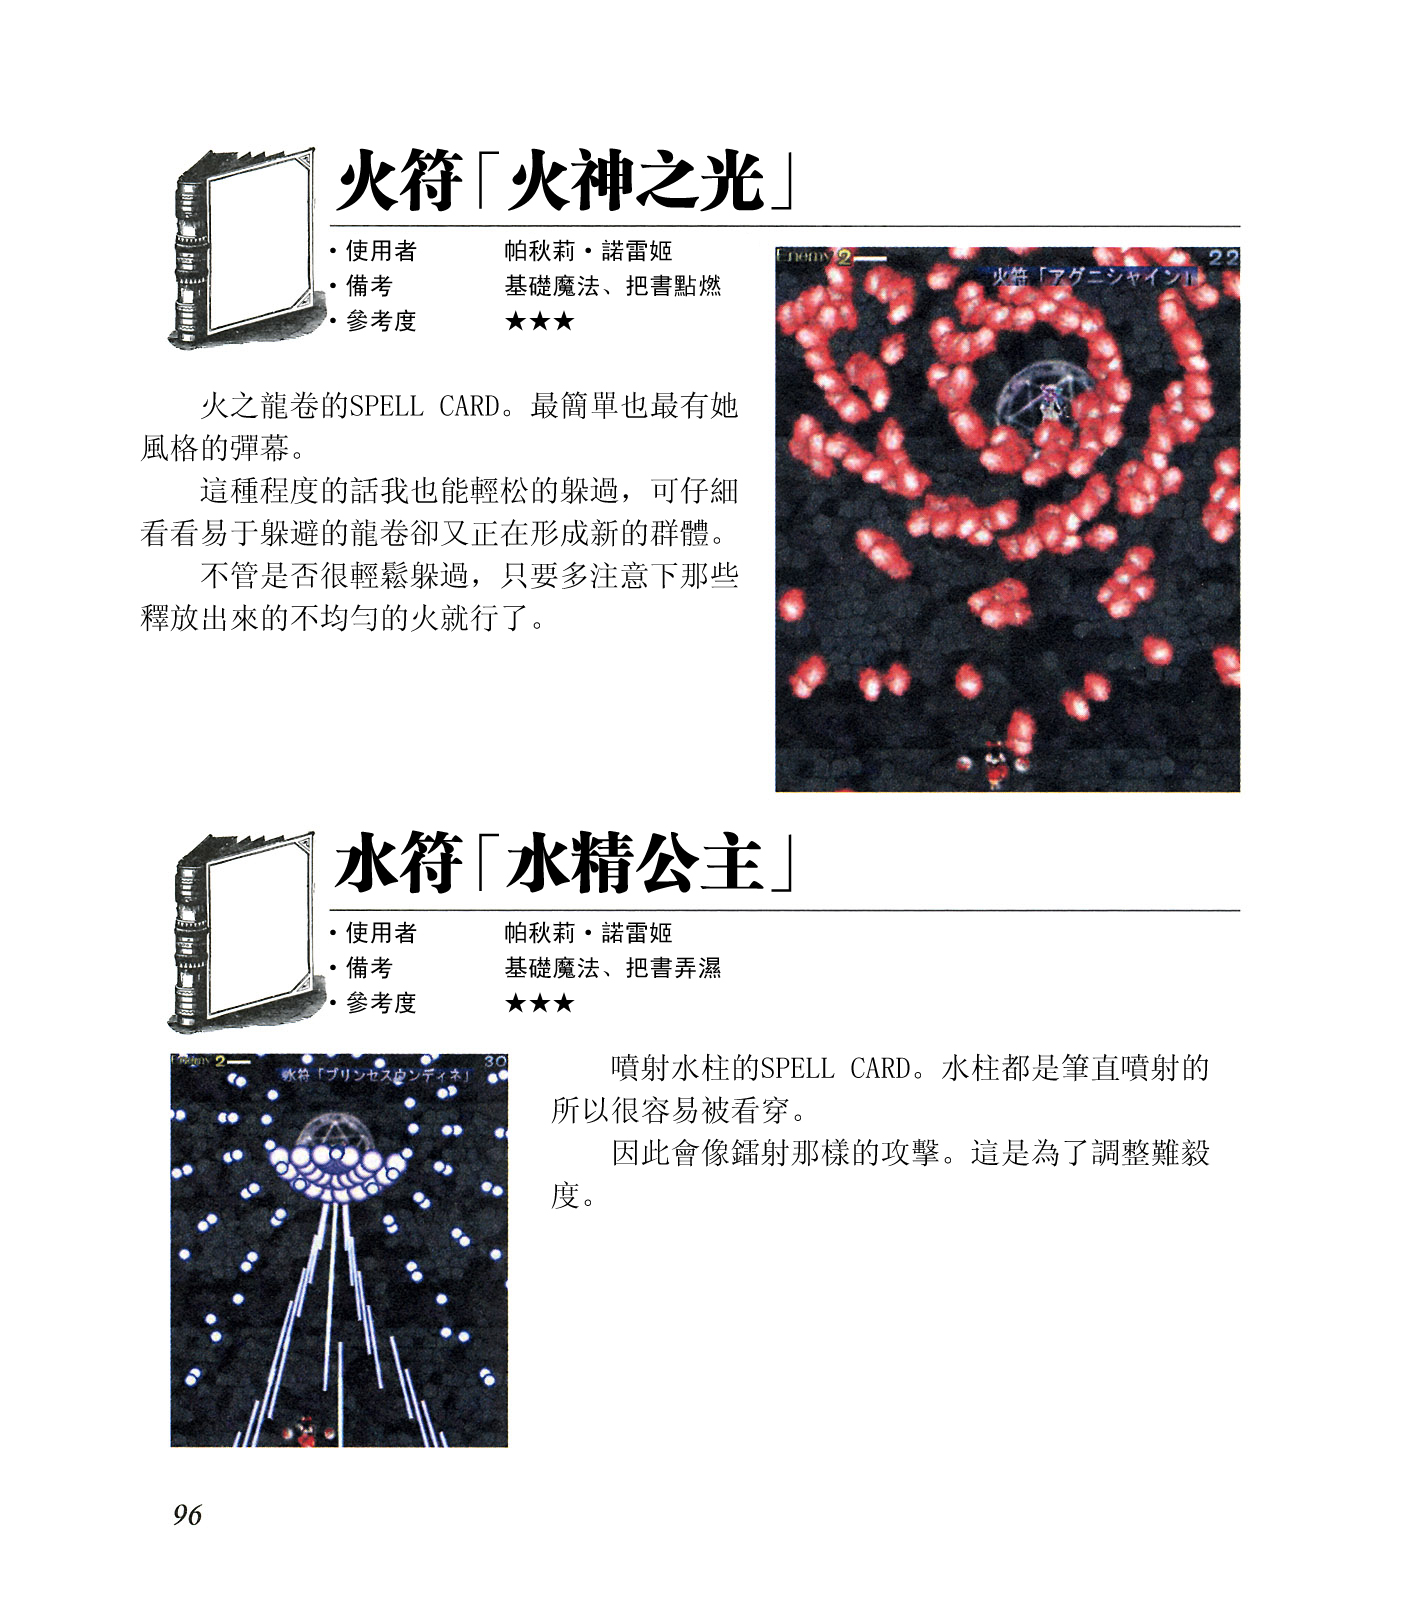 火符「火神之光」
・使用者 帕秋莉・諾雷姬
・備考 基礎魔法、把書點燃
・參考度 ★★★
Enemy 2 22
火符「アグニシャイン」
火之龍卷的SPELL CARD。最簡單也最有她
風格的彈幕。
這種程度的話我也能輕松的躲過，可仔細
看看易于躲避的龍卷卻又正在形成新的群體。
不管是否很輕鬆躲過，只要多注意下那些
釋放出來的不均勻的火就行了。
水符「水精公主」
・使用者 帕秋莉・諾雷姬
・備考 基礎魔法、把書弄濕
・參考度 ★★★
Enemy 2 30
水符「プリンセスウンディネ」
噴射水柱的SPELL CARD。水柱都是筆直噴射的
所以很容易被看穿。
因此會像鐳射那樣的攻擊。這是為了調整難毅
度。
96